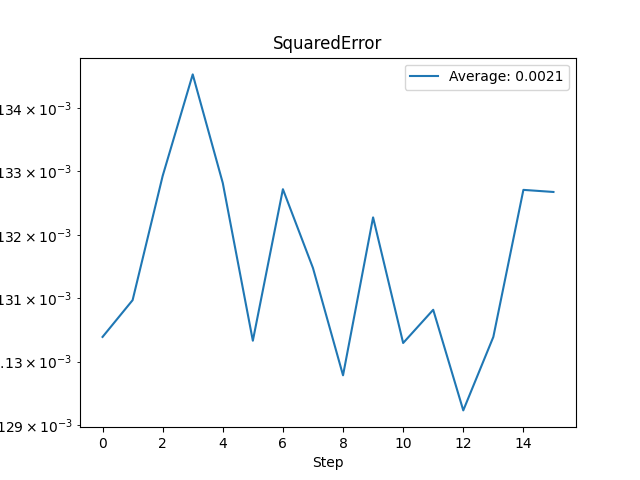 SquaredError
Average: 0.0021
134 × 10⁻³
133 × 10⁻³
132 × 10⁻³
131 × 10⁻³
.13 × 10⁻³
129 × 10⁻³
0 2 4 6 8 10 12 14
Step